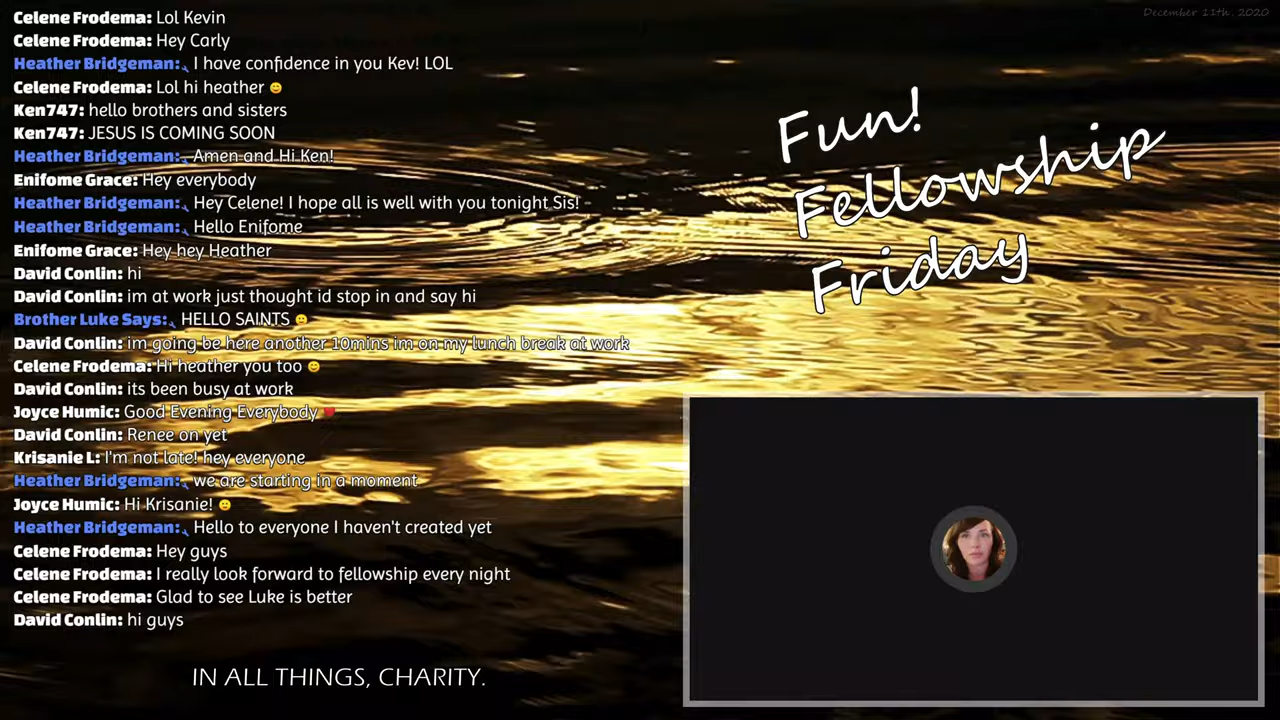 Celene Frodema: Lol Kevin
Celene Frodema: Hey Carly
Heather Bridgeman: I have confidence in you Kev! LOL
Celene Frodema: Lol hi heather 🙂
Ken747: hello brothers and sisters
Ken747: JESUS IS COMING SOON
Heather Bridgeman: Amen and Hi Ken!
Enifome Grace: Hey everybody
Heather Bridgeman: Hey Celene! I hope all is well with you tonight Sis!
Heather Bridgeman: Hello Enifome
Enifome Grace: Hey hey Heather
David Conlin: hi
David Conlin: im at work just thought id stop in and say hi
Brother Luke Says: HELLO SAINTS 🙂
David Conlin: im going be here another 10mins im on my lunch break at work
Celene Frodema: Hi heather you too 🙂
David Conlin: its been busy at work
Joyce Humic: Good Evening Everybody ♥
David Conlin: Renee on yet
Krisanie L: I'm not late! hey everyone
Heather Bridgeman: we are starting in a moment
Joyce Humic: Hi Krisanie! 🙂
Heather Bridgeman: Hello to everyone I haven't created yet
Celene Frodema: Hey guys
Celene Frodema: I really look forward to fellowship every night
Celene Frodema: Glad to see Luke is better
David Conlin: hi guys
IN ALL THINGS, CHARITY.
December 11th, 2020
Fun!
Fellowship
Friday